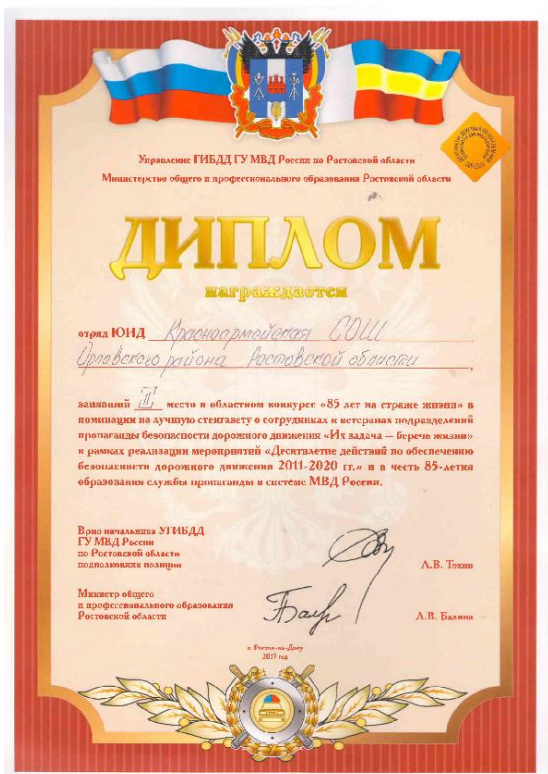 Управление ГИБДД ГУ МВД России по Ростовской области
Министерство общего и профессионального образования Ростовской области
ДИПЛОМ
награждается
отряд ЮИД Красноармейская СОШ
Орловского района Ростовской области,
занявший место в областном конкурсе «85 лет на страже жизни» в
номинации на лучшую стенгазету о сотрудниках и ветеранах подразделений
пропаганды безопасности дорожного движения «Их задача – беречь жизни»
в рамках реализации мероприятий «Десятилетие действий по обеспечению
безопасности дорожного движения 2011-2020 гг.» и в честь 85-летия
образования службы пропаганды в системе МВД России.
Врио начальника УГИБДД
ГУ МВД России
по Ростовской области
подполковник полиции
А.В. Токин
Министр общего
и профессионального образования
Ростовской области
Л.В. Балина
г. Ростов-на-Дону
2017 год